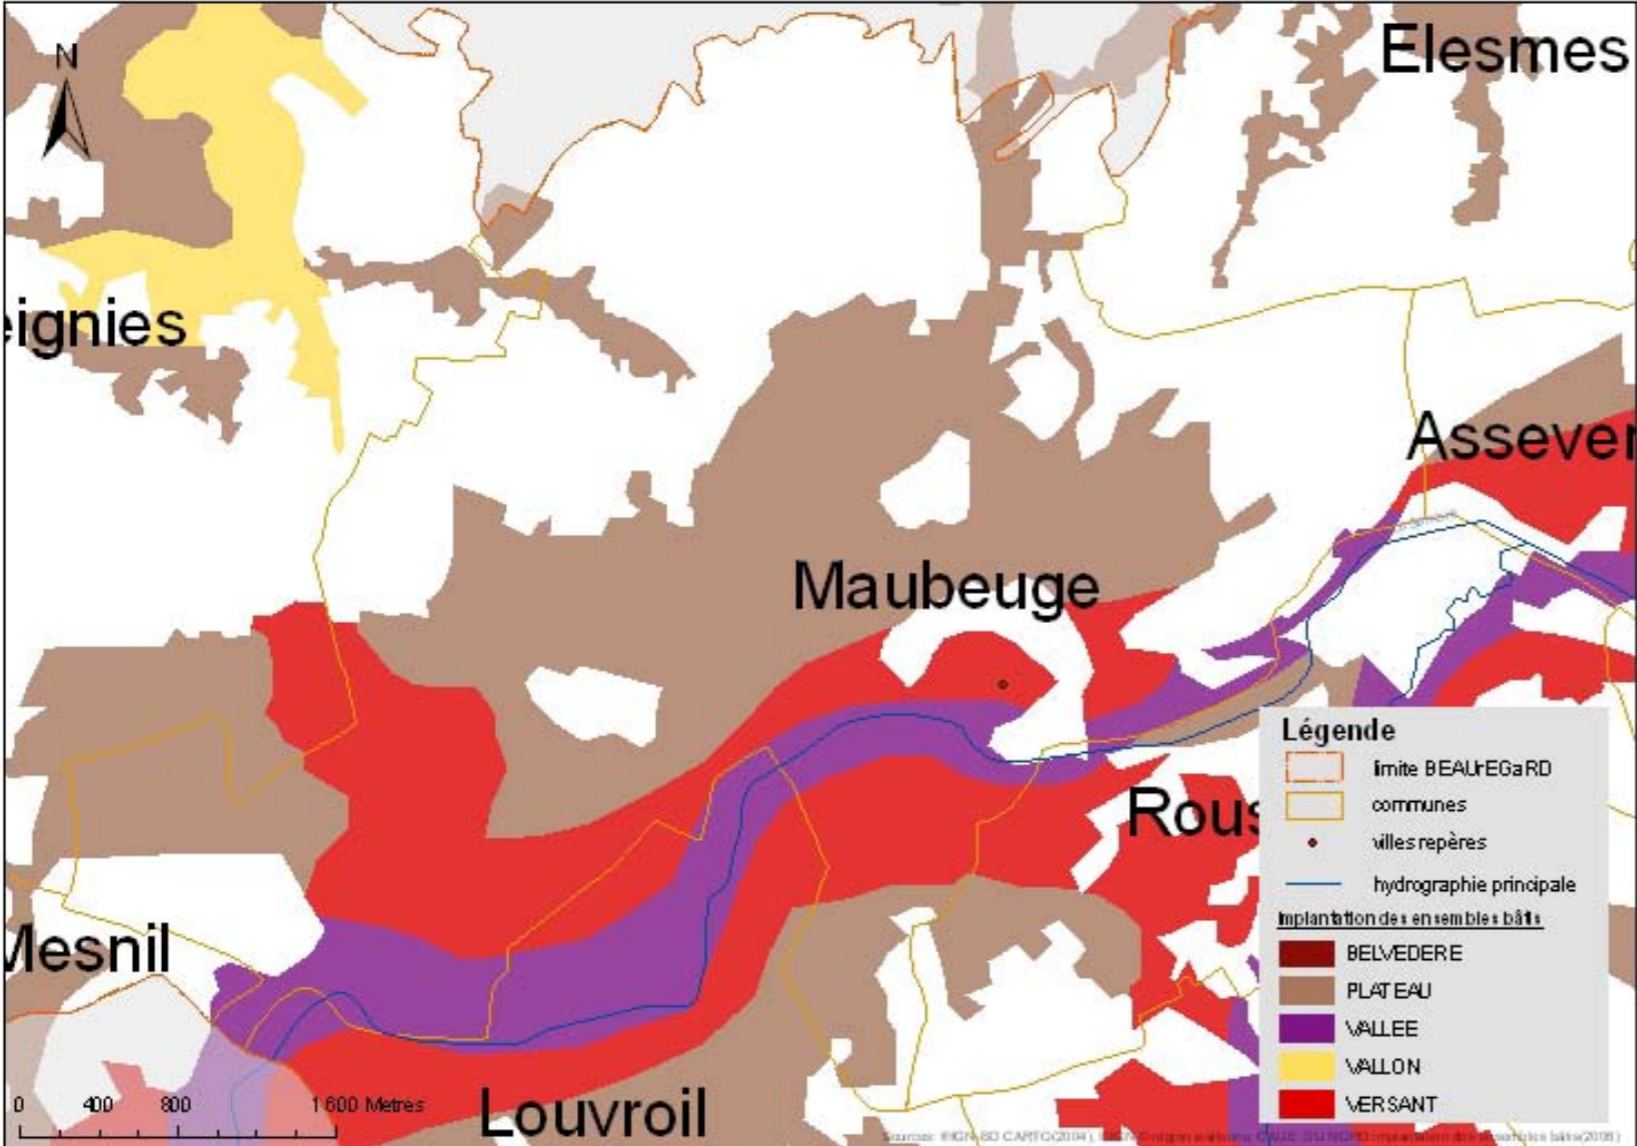 N
Elesmes
eignies
Assever
Maubeuge
Rous
Mesnil
Louvroil
0 400 800 1 600 Metres
Légende
limite BEAUrEGaRD
communes
villes repères
hydrographie principale
Implantation des ensembles bâtis
BELVEDERE
PLATEAU
VALLEE
VALLON
VERSANT